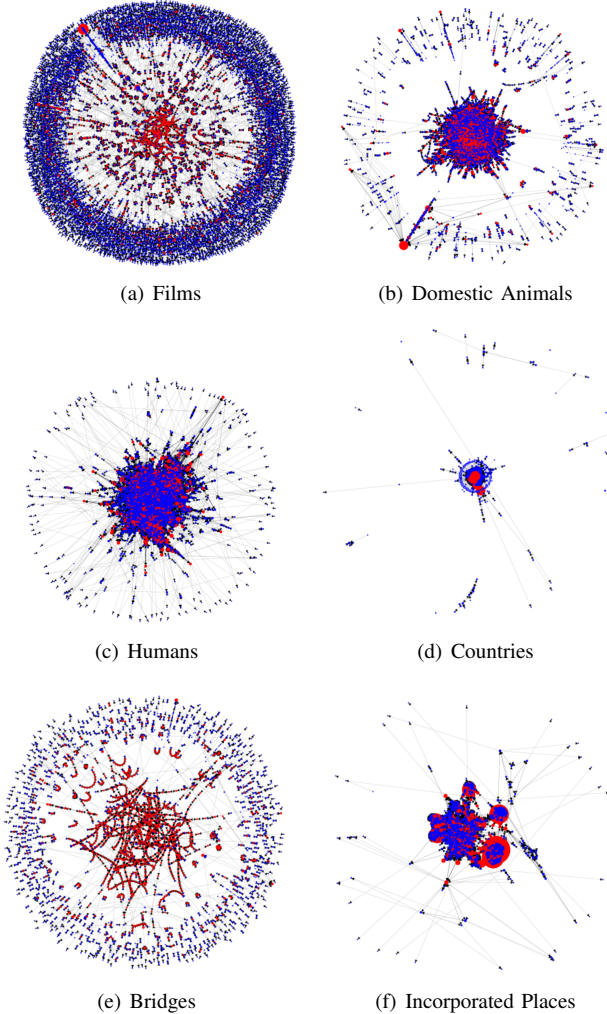 (a) Films
(b) Domestic Animals
(c) Humans
(d) Countries
(e) Bridges
(f) Incorporated Places